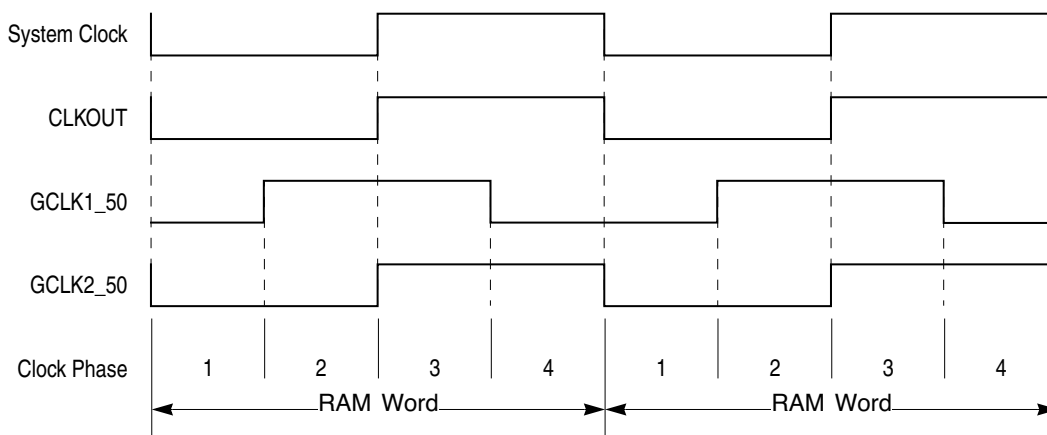 System Clock
CLKOUT
GCLK1_50
GCLK2_50
Clock Phase 1 2 3 4 1 2 3 4
RAM Word RAM Word